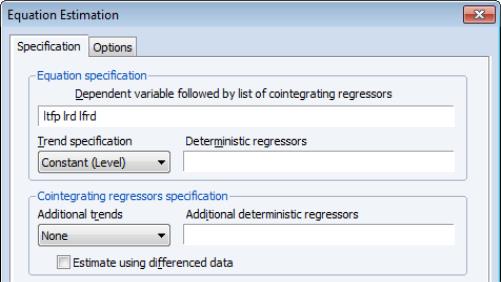 Equation Estimation
Specification Options
Equation specification
Dependent variable followed by list of cointegrating regressors
ltfp lrd lfrd
Trend specification Deterministic regressors
Constant (Level)
Cointegrating regressors specification
Additional trends Additional deterministic regressors
None
Estimate using differenced data